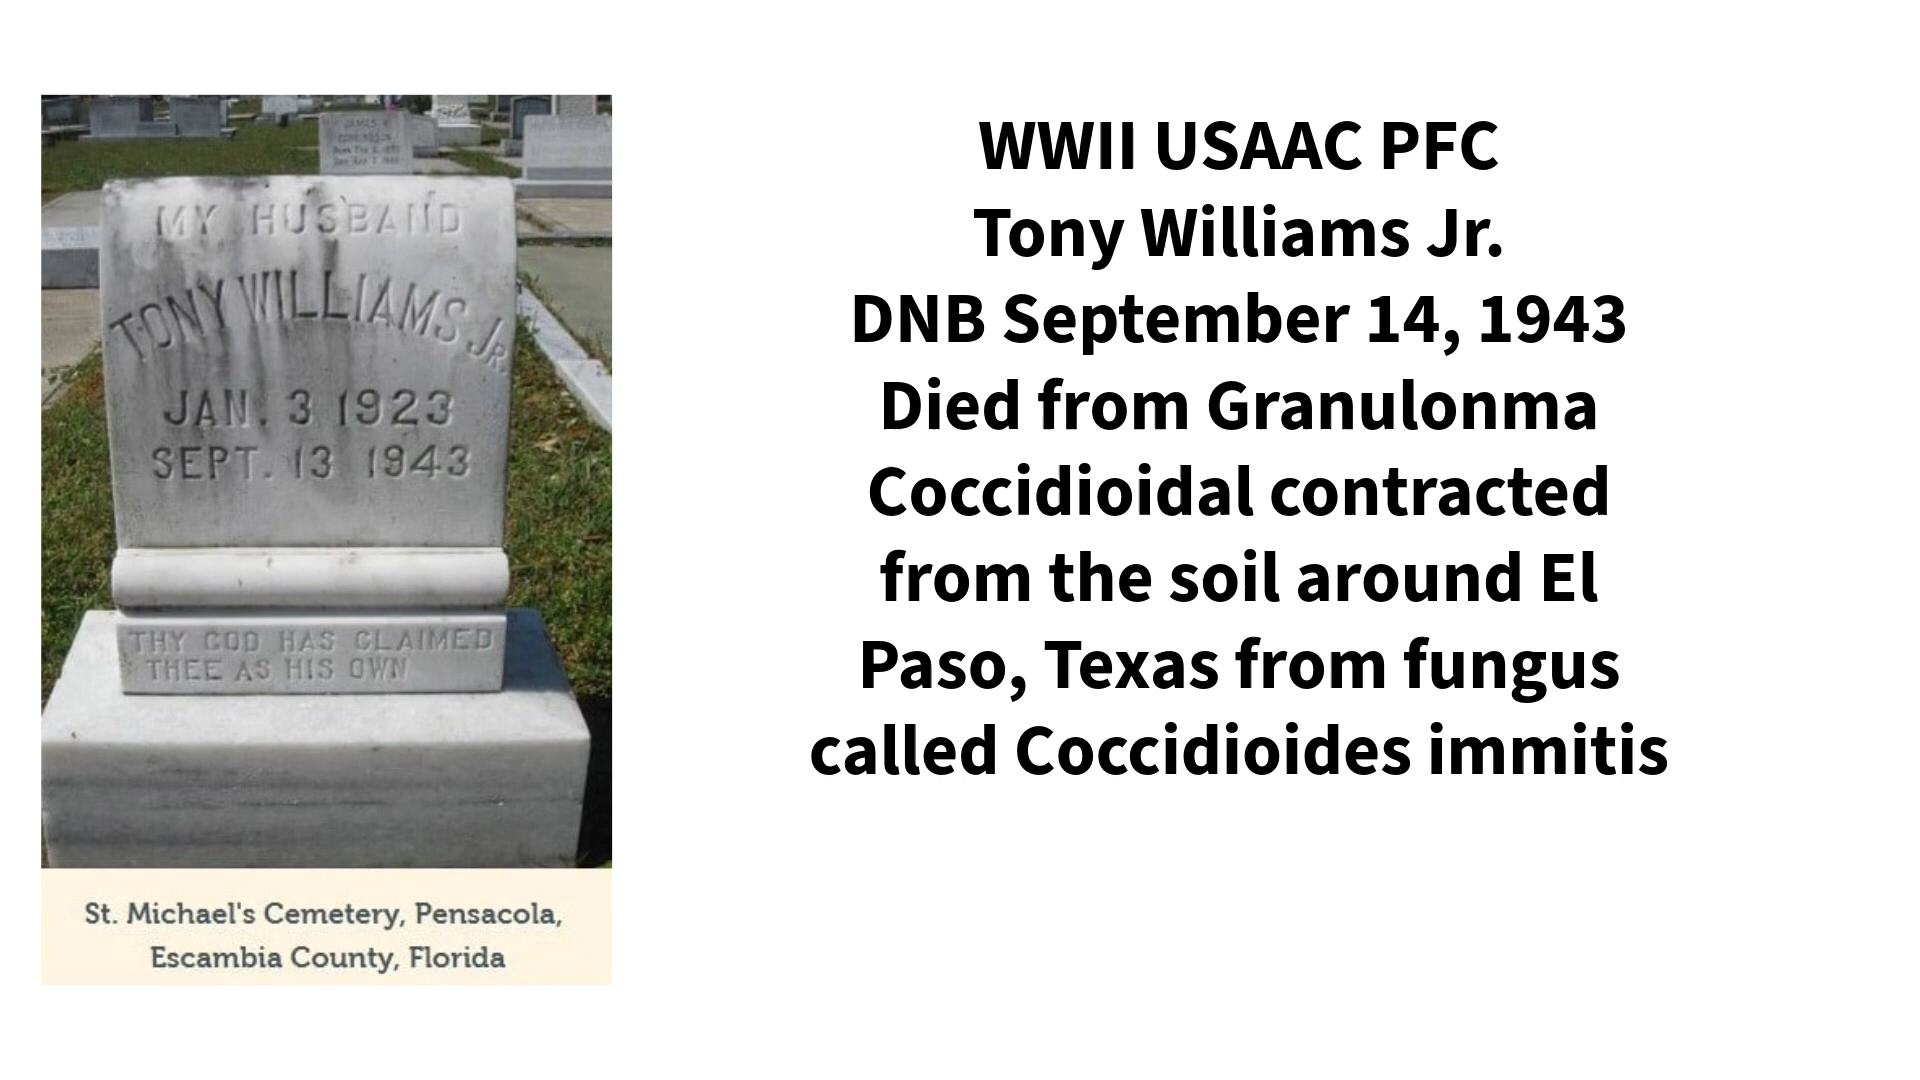 MY HUSBAND
TONY WILLIAMS JR.
JAN. 3 1923
SEPT. 13 1943
THY GOD HAS CLAIMED
THEE AS HIS OWN
St. Michael's Cemetery, Pensacola,
Escambia County, Florida
WWII USAAC PFC
Tony Williams Jr.
DNB September 14, 1943
Died from Granulonma
Coccidioidal contracted
from the soil around El
Paso, Texas from fungus
called Coccidioides immitis